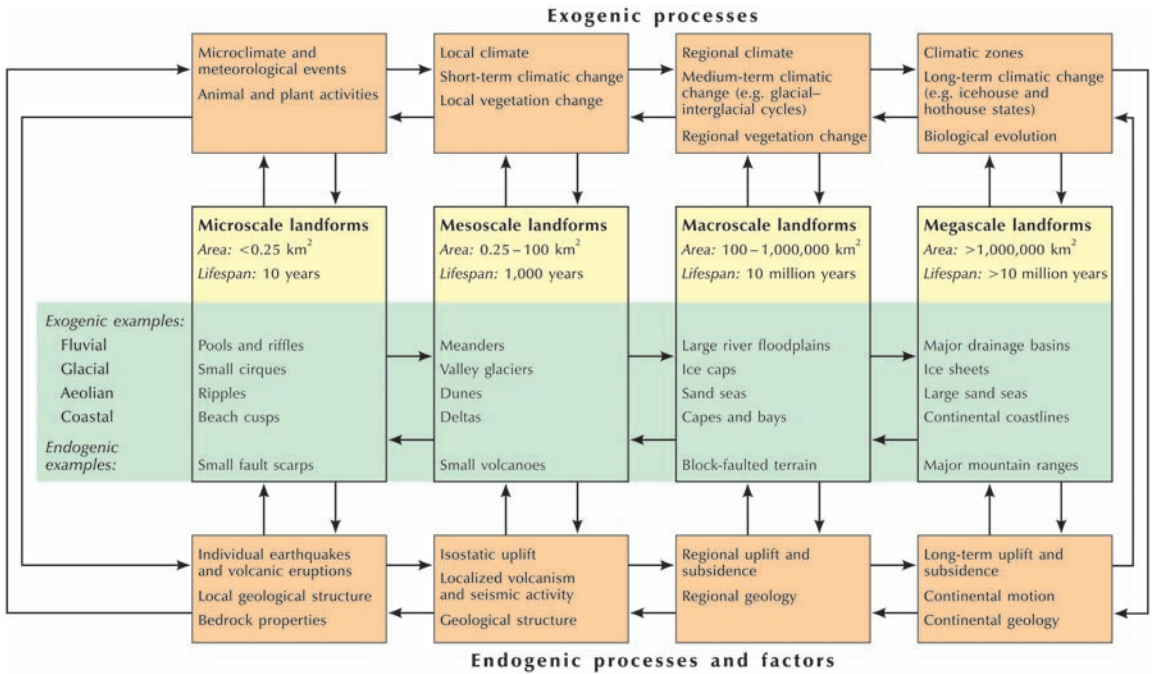 Exogenic processes
Microclimate and
meteorological events
Animal and plant activities
Local climate
Short-term climatic change
Local vegetation change
Regional climate
Medium-term climatic
change (e.g. glacial–
interglacial cycles)
Regional vegetation change
Climatic zones
Long-term climatic change
(e.g. icehouse and
hothouse states)
Biological evolution
Microscale landforms
Area: <0.25 km²
Lifespan: 10 years
Mesoscale landforms
Area: 0.25–100 km²
Lifespan: 1,000 years
Macroscale landforms
Area: 100–1,000,000 km²
Lifespan: 10 million years
Megascale landforms
Area: >1,000,000 km²
Lifespan: >10 million years
Exogenic examples:
Fluvial
Pools and riffles
Meanders
Large river floodplains
Major drainage basins
Glacial
Small cirques
Valley glaciers
Ice caps
Ice sheets
Aeolian
Ripples
Dunes
Sand seas
Large sand seas
Coastal
Beach cusps
Deltas
Capes and bays
Continental coastlines
Endogenic
examples:
Small fault scarps
Small volcanoes
Block-faulted terrain
Major mountain ranges
Individual earthquakes
and volcanic eruptions
Local geological structure
Bedrock properties
Isostatic uplift
Localized volcanism
and seismic activity
Geological structure
Regional uplift and
subsidence
Regional geology
Long-term uplift and
subsidence
Continental motion
Continental geology
Endogenic processes and factors